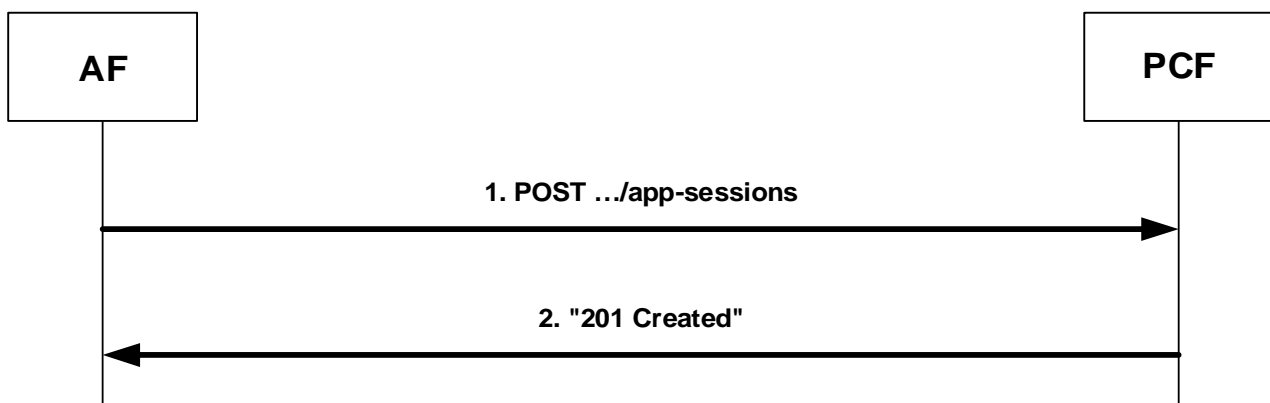 AF
PCF
1. POST …/app-sessions
2. "201 Created"